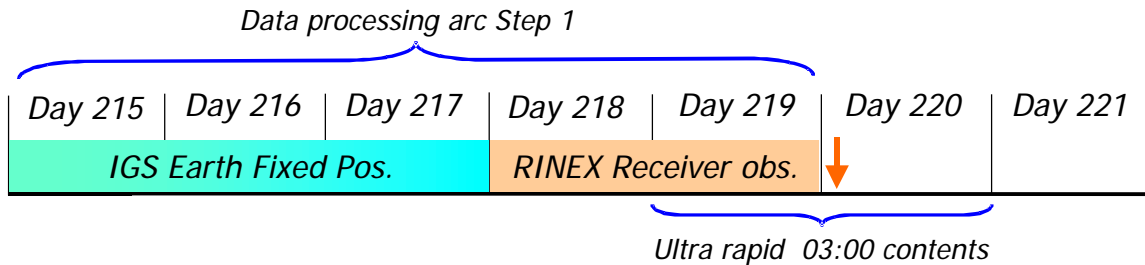 Data processing arc Step 1
Day 215 Day 216 Day 217 Day 218 Day 219 Day 220 Day 221
IGS Earth Fixed Pos. RINEX Receiver obs.
Ultra rapid 03:00 contents